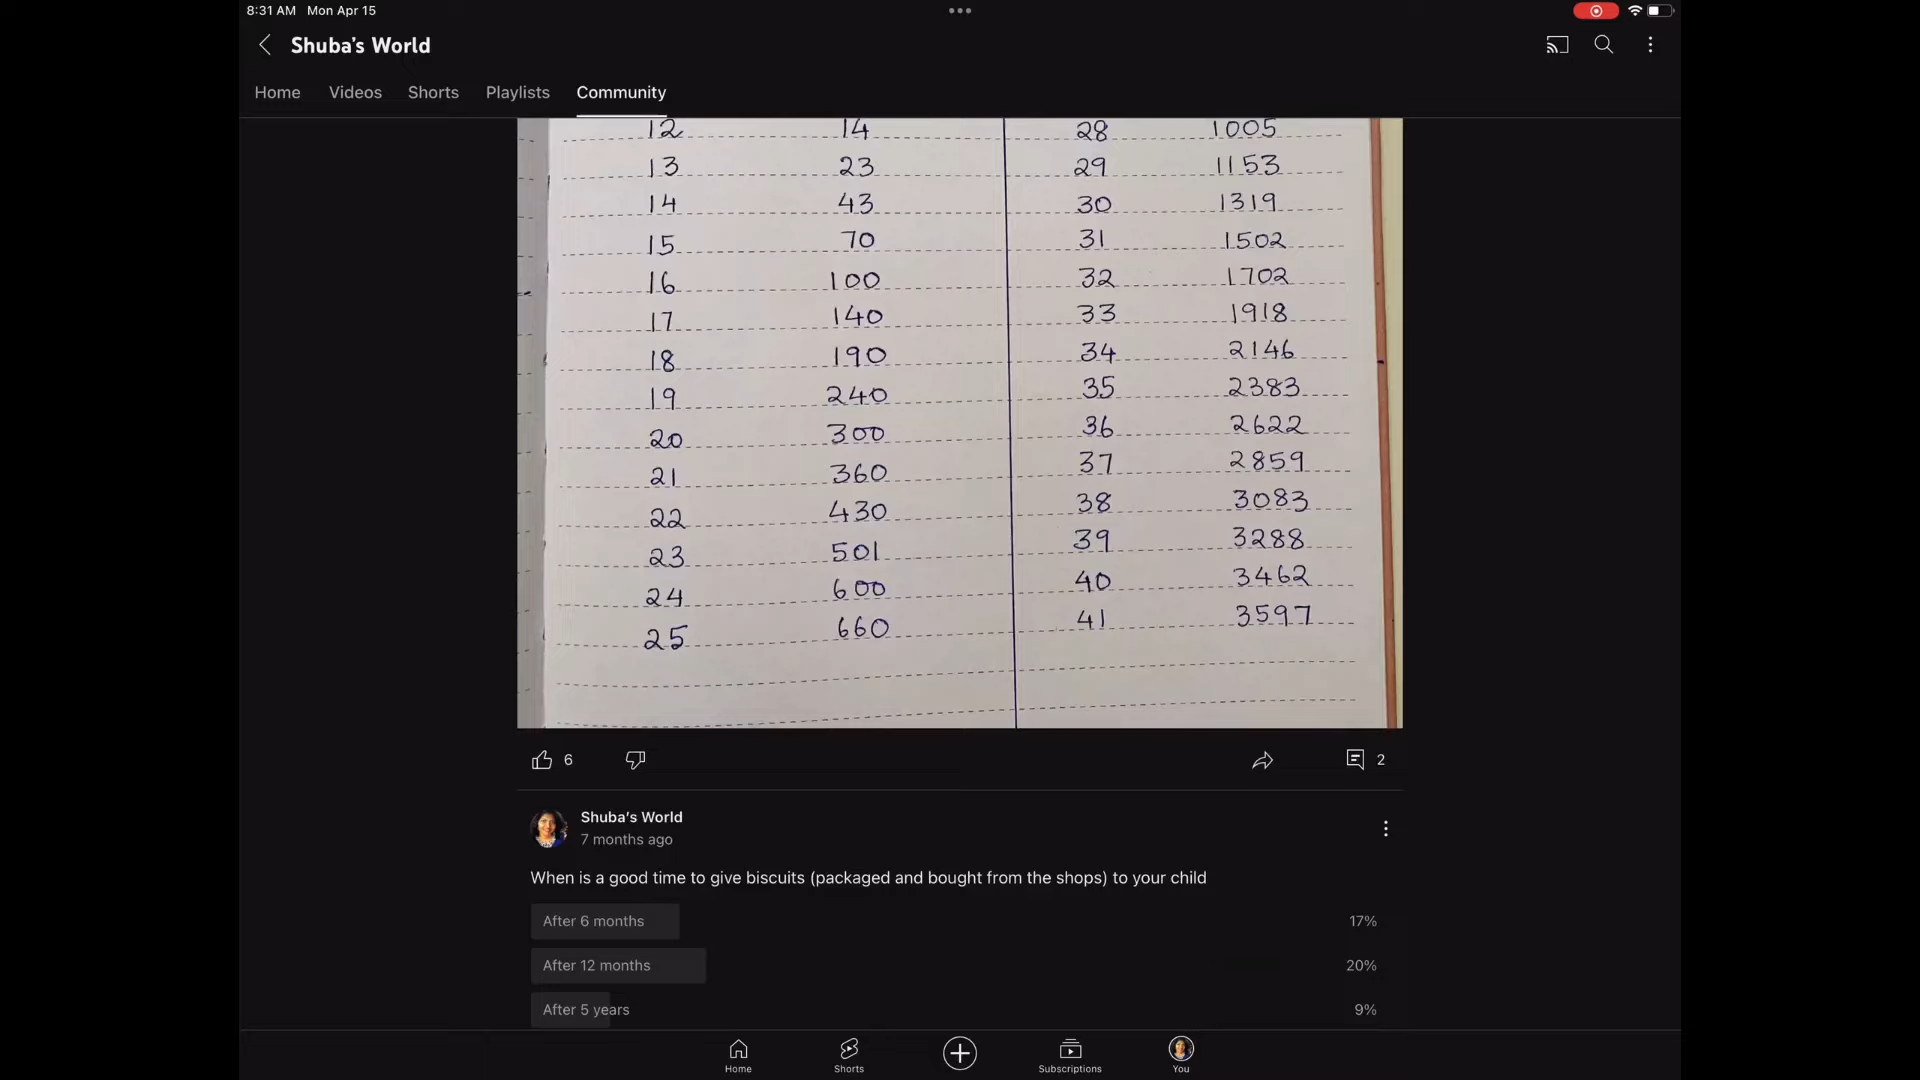 8:31 AM Mon Apr 15
Shuba's World
Home Videos Shorts Playlists Community
12 14 28 1005
13 23 29 1153
14 43 30 1319
15 70 31 1502
16 100 32 1702
17 140 33 1918
18 190 34 2146
19 240 35 2383
20 300 36 2622
21 360 37 2859
22 430 38 3083
23 501 39 3288
24 600 40 3462
25 660 41 3597
6 2
Shuba's World
7 months ago
When is a good time to give biscuits (packaged and bought from the shops) to your child
After 6 months 17%
After 12 months 20%
After 5 years 9%
Home Shorts Subscriptions You